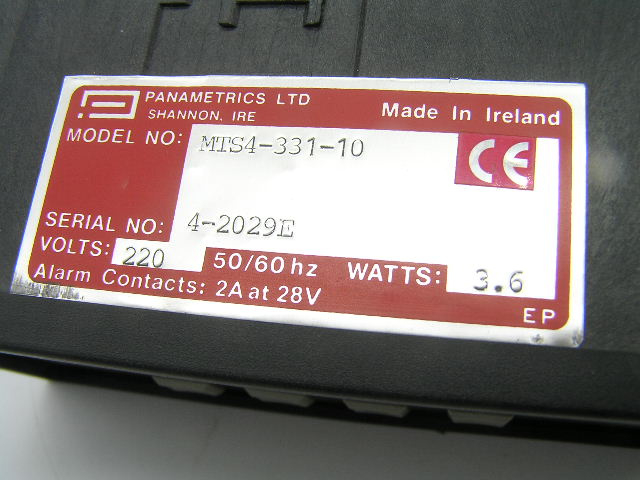 PANAMETRICS LTD
SHANNON, IRE
Made In Ireland
MODEL NO: MTS4-331-10
CE
SERIAL NO: 4-2029E
VOLTS: 220 50/60 hz WATTS: 3.6
Alarm Contacts: 2A at 28V
EP